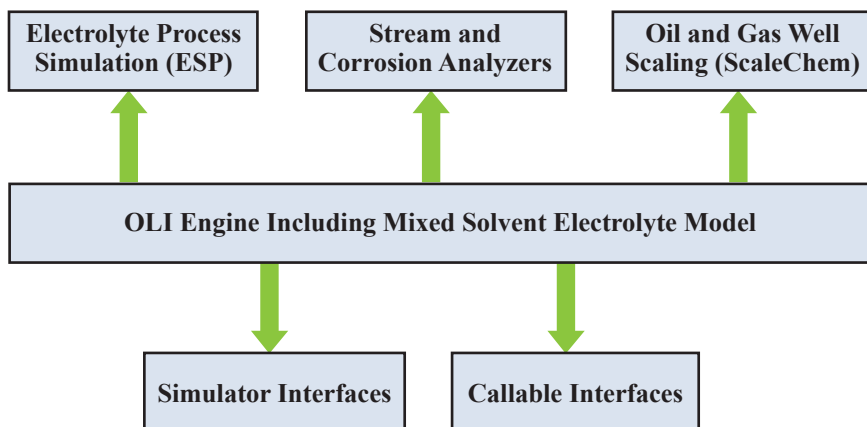 Electrolyte Process
Simulation (ESP)
Stream and
Corrosion Analyzers
Oil and Gas Well
Scaling (ScaleChem)
OLI Engine Including Mixed Solvent Electrolyte Model
Simulator Interfaces
Callable Interfaces